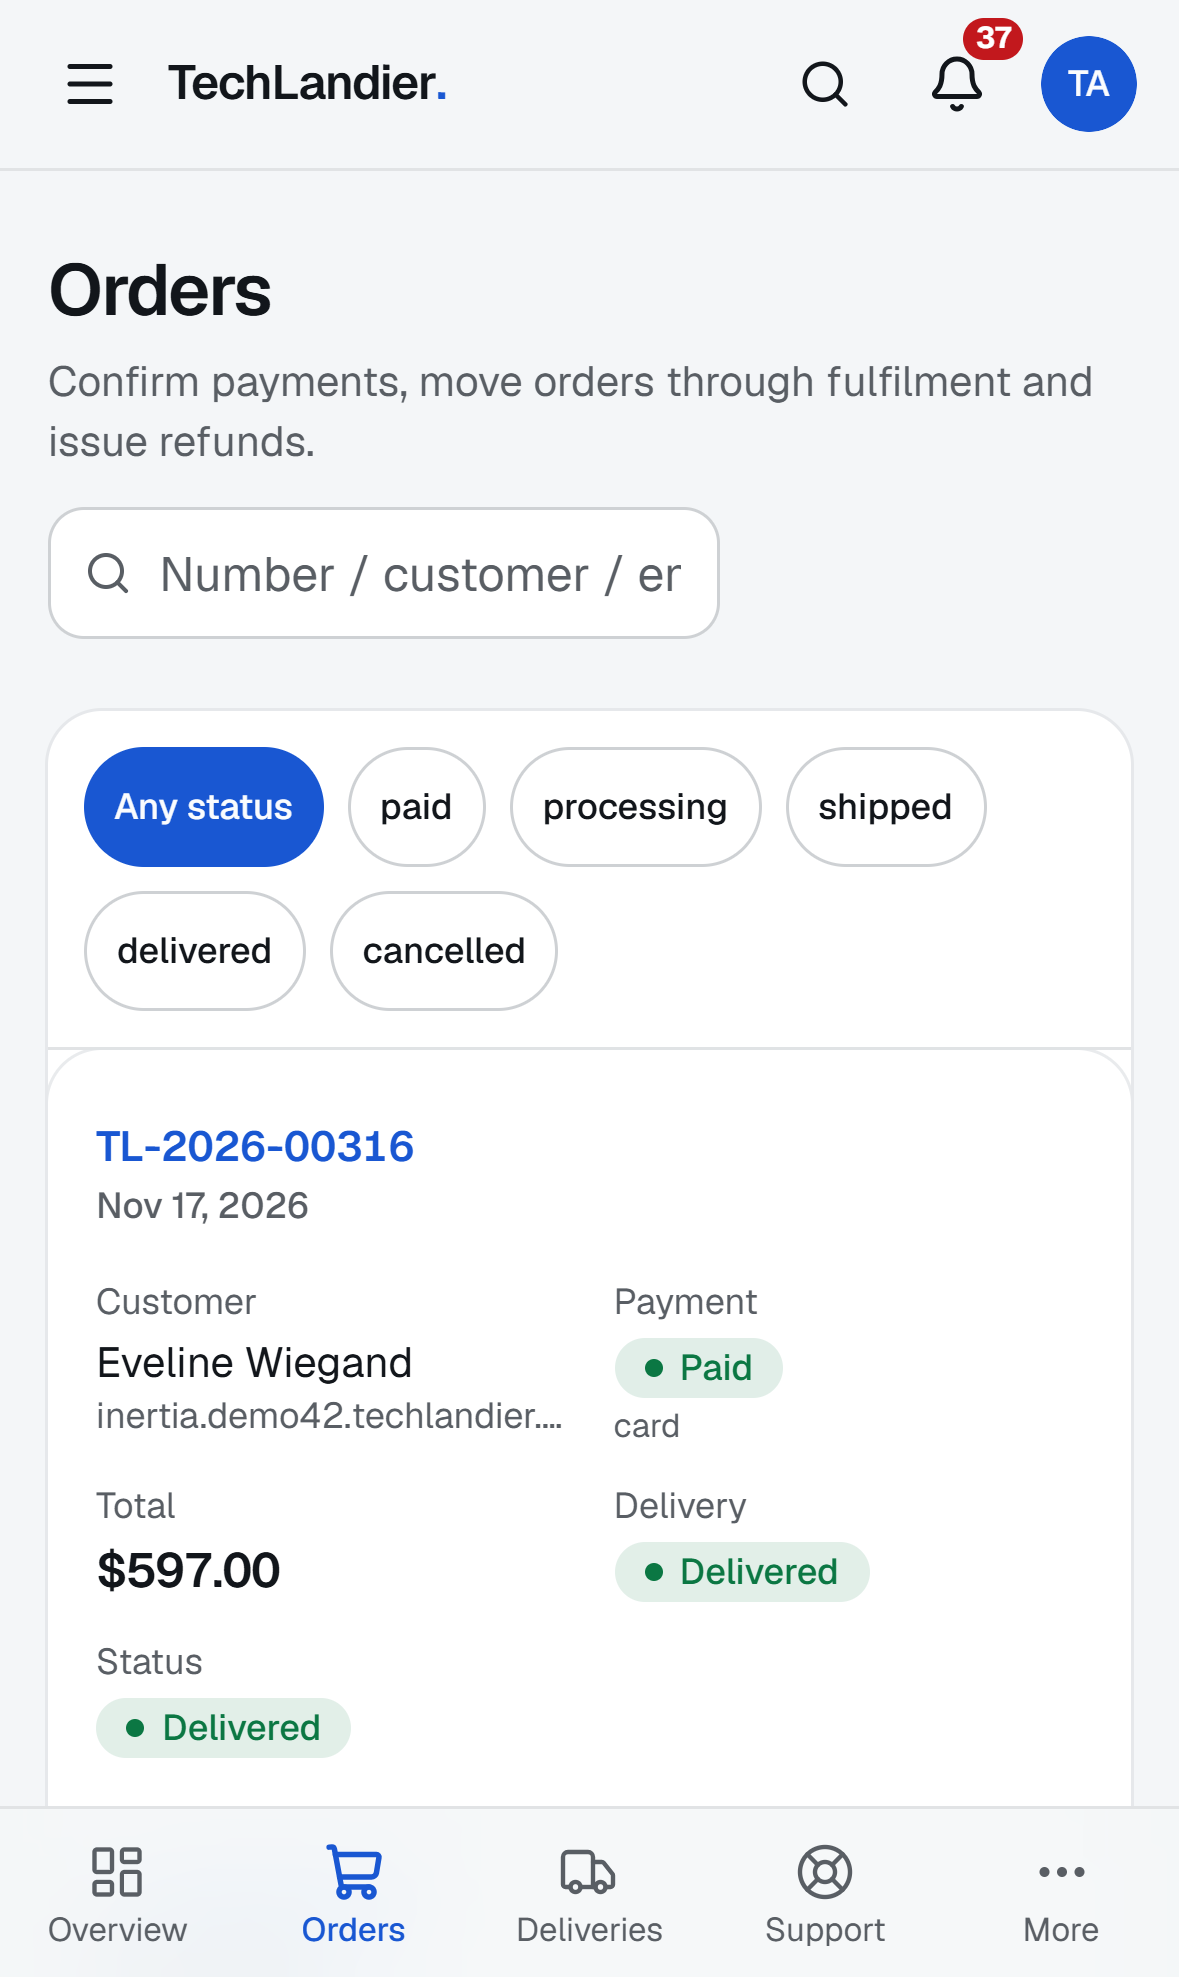 TechLandier.
37
TA
Orders
Confirm payments, move orders through fulfilment and
issue refunds.
Number / customer / er
Any status
paid
processing
shipped
delivered
cancelled
TL-2026-00316
Nov 17, 2026
Customer
Payment
Eveline Wiegand
Paid
inertia.demo42.techlandier.…
card
Total
Delivery
$597.00
Delivered
Status
Delivered
Overview
Orders
Deliveries
Support
More